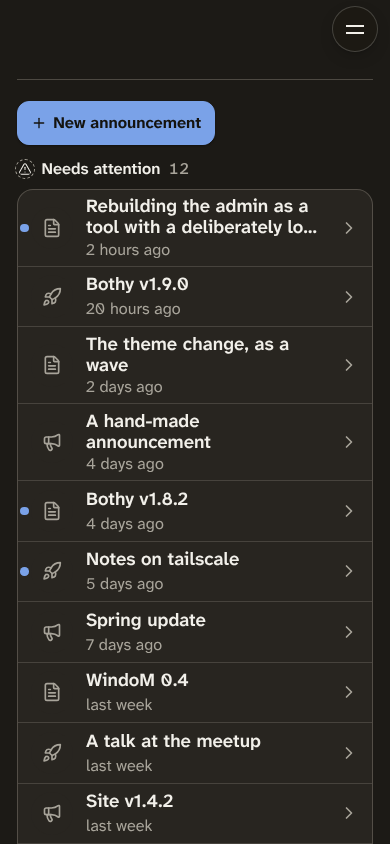 + New announcement
Needs attention 12
Rebuilding the admin as a
tool with a deliberately lo...
2 hours ago
Bothy v1.9.0
20 hours ago
The theme change, as a
wave
2 days ago
A hand-made
announcement
4 days ago
Bothy v1.8.2
4 days ago
Notes on tailscale
5 days ago
Spring update
7 days ago
WindoM 0.4
last week
A talk at the meetup
last week
Site v1.4.2
last week